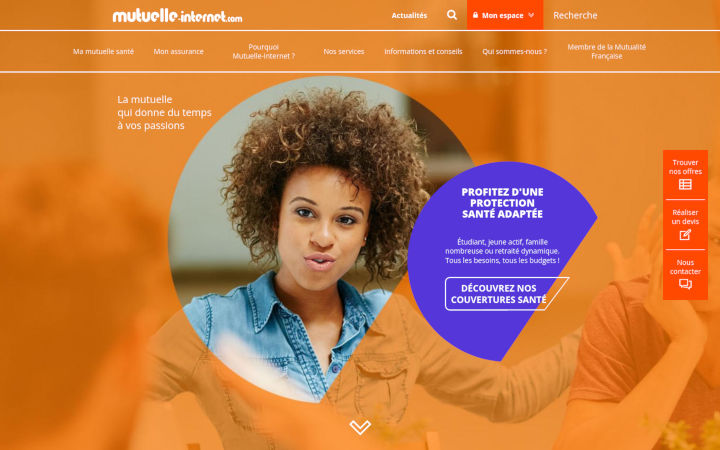 mutuelle-internet.com
Actualités
Mon espace
Recherche
Ma mutuelle santé
Mon assurance
Pourquoi
Mutuelle-internet ?
Nos services
Informations et conseils
Qui sommes-nous ?
Membre de la Mutualité
Française
La mutuelle
qui donne du temps
à vos passions
PROFITEZ D'UNE
PROTECTION
SANTÉ ADAPTÉE
Étudiant, jeune actif, famille
nombreuse ou retraité dynamique.
Tous les besoins, tous les budgets !
DÉCOUVREZ NOS
COUVERTURES SANTÉ
Trouver
nos offres
Réaliser
un devis
Nous
contacter